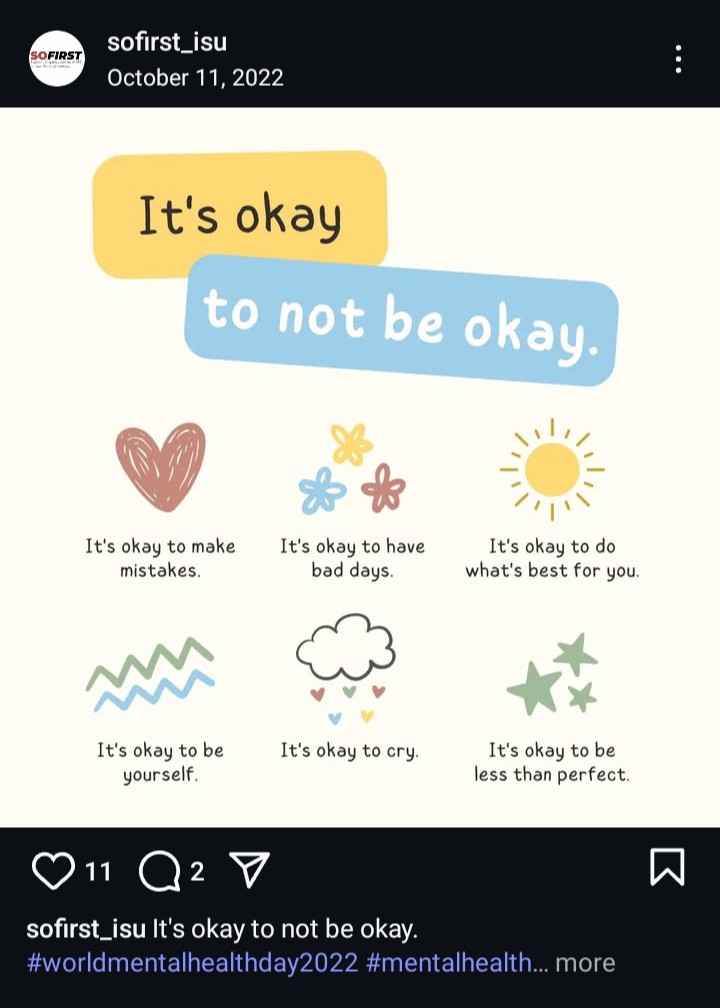 SOFIRST
sofirst_isu
October 11, 2022
It's okay
to not be okay.
It's okay to make
mistakes.
It's okay to have
bad days.
It's okay to do
what's best for you.
It's okay to be
yourself.
It's okay to cry.
It's okay to be
less than perfect.
11
2
sofirst_isu It's okay to not be okay.
#worldmentalhealthday2022 #mentalhealth... more